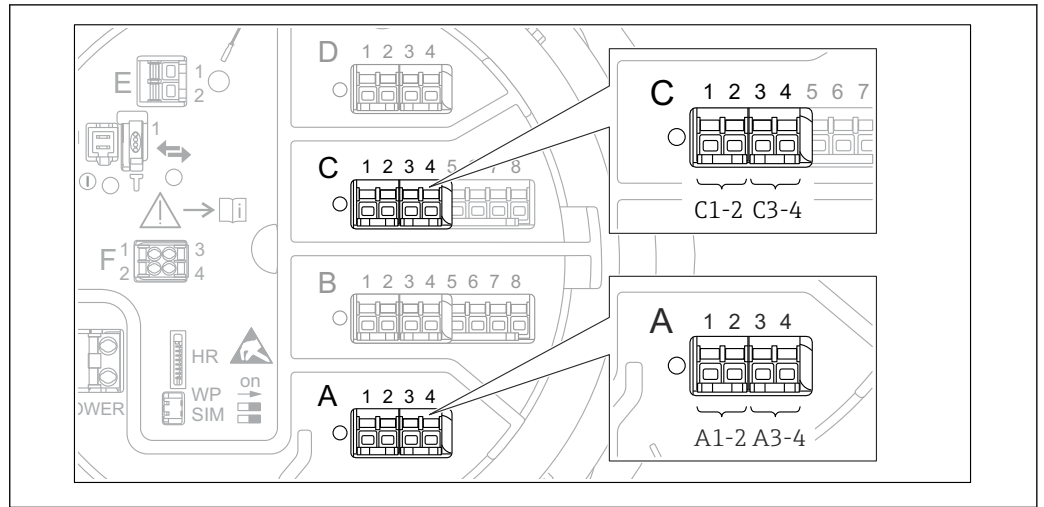 D 1 2 3 4
E 1
2
1
C 1 2 3 4 5 6 7 8
i
F 1 3
2 4
B 1 2 3 4 5 6 7 8
HR
WP on
SIM
OWER
A 1 2 3 4
C 1 2 3 4 5 6 7
C1-2 C3-4
A 1 2 3 4
A1-2 A3-4